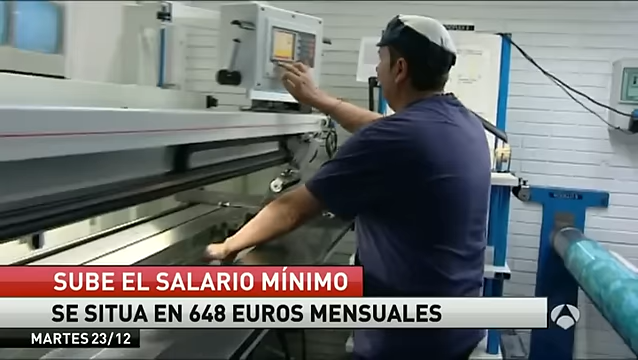 SUBE EL SALARIO MÍNIMO
SE SITUA EN 648 EUROS MENSUALES
MARTES 23/12